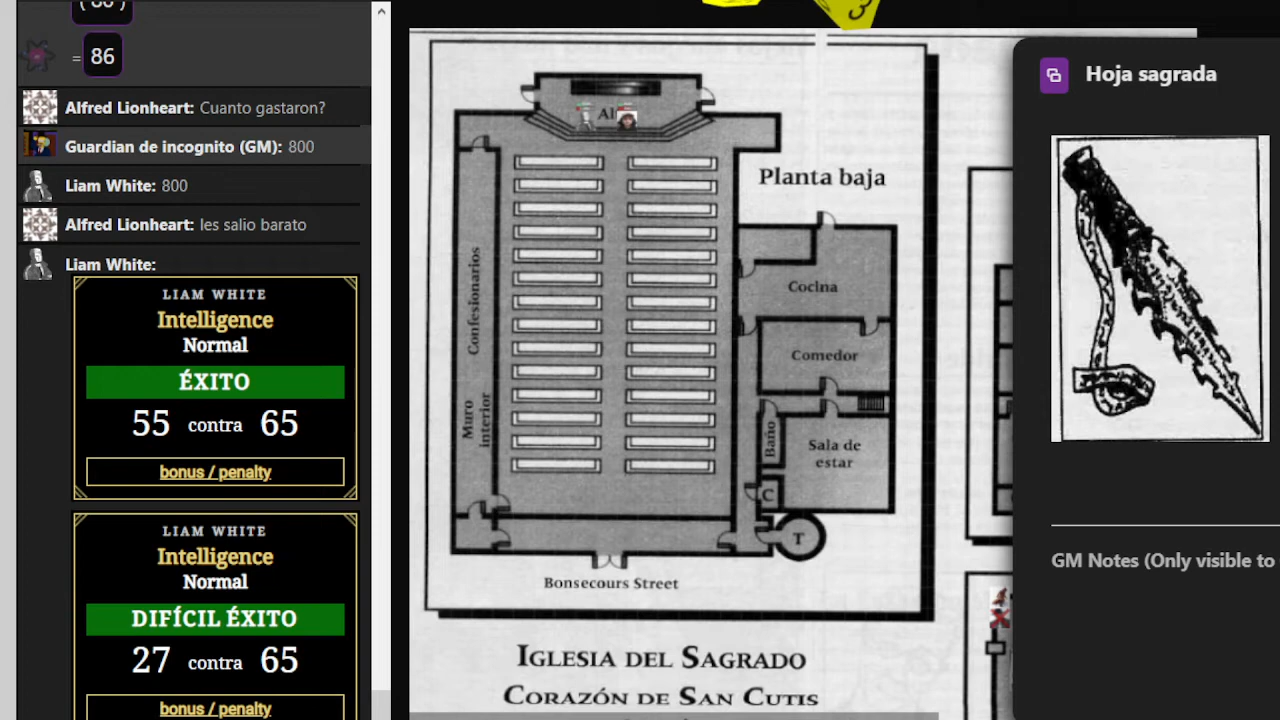 = 86
Alfred Lionheart: Cuanto gastaron?
Guardian de incognito (GM): 800
Liam White: 800
Alfred Lionheart: les salio barato
Liam White:
LIAM WHITE
Intelligence
Normal
ÉXITO
55 contra 65
bonus / penalty
LIAM WHITE
Intelligence
Normal
DIFÍCIL ÉXITO
27 contra 65
bonus / penalty
3
Al
Planta baja
Confesionarios
Muro
interior
Cocina
Comedor
Baño
Sala de
estar
C
T
Bonsecours Street
IGLESIA DEL SAGRADO
CORAZÓN DE SAN CUTIS
Hoja sagrada
GM Notes (Only visible to